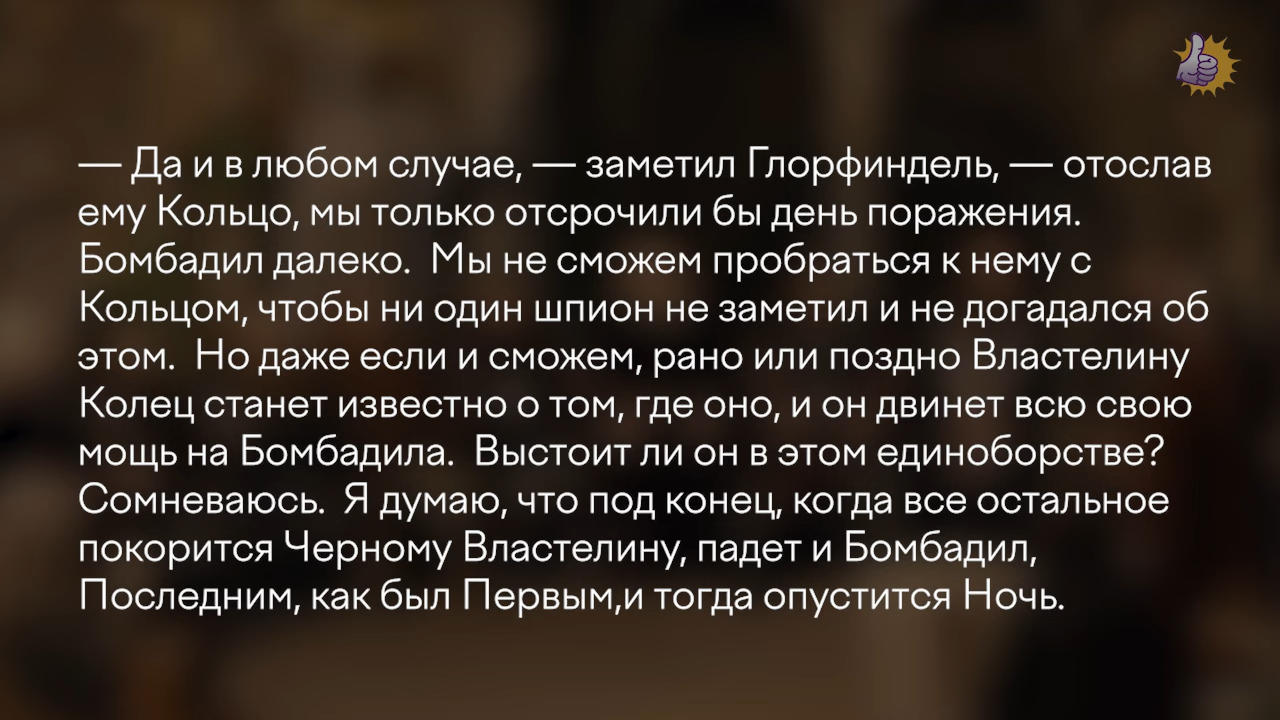 — Да и в любом случае, — заметил Глорфиндель, — отослав
ему Кольцо, мы только отсрочили бы день поражения.
Бомбадил далеко.  Мы не сможем пробраться к нему с
Кольцом, чтобы ни один шпион не заметил и не догадался об
этом.  Но даже если и сможем, рано или поздно Властелину
Колец станет известно о том, где оно, и он двинет всю свою
мощь на Бомбадила.  Выстоит ли он в этом единоборстве?
Сомневаюсь.  Я думаю, что под конец, когда все остальное
покорится Черному Властелину, падет и Бомбадил,
Последним, как был Первым,и тогда опустится Ночь.